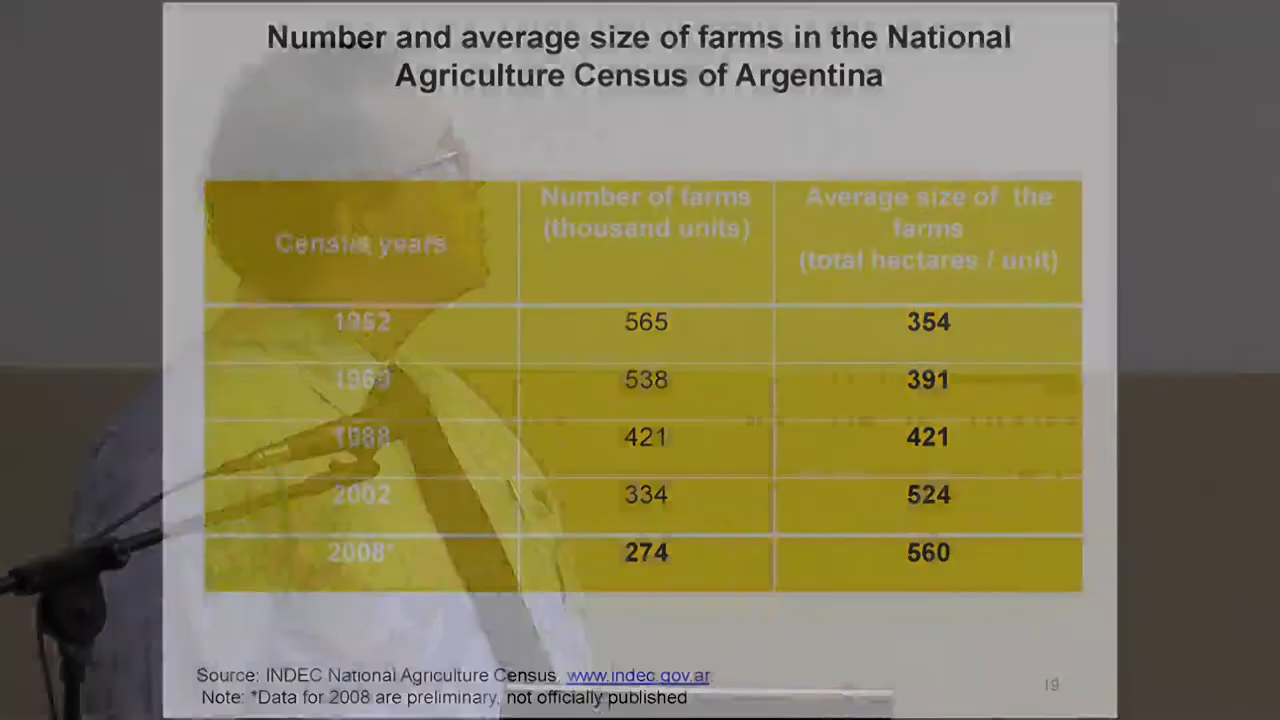 Number and average size of farms in the National
Agriculture Census of Argentina
Census years
Number of farms
(thousand units)
Average size of the
farms
(total hectares / unit)
1952
565
354
1969
538
391
1988
421
421
2002
334
524
2008*
274
560
Source: INDEC National Agriculture Census, www.indec.gov.ar
Note: *Data for 2098 are preliminary, not officially published
19